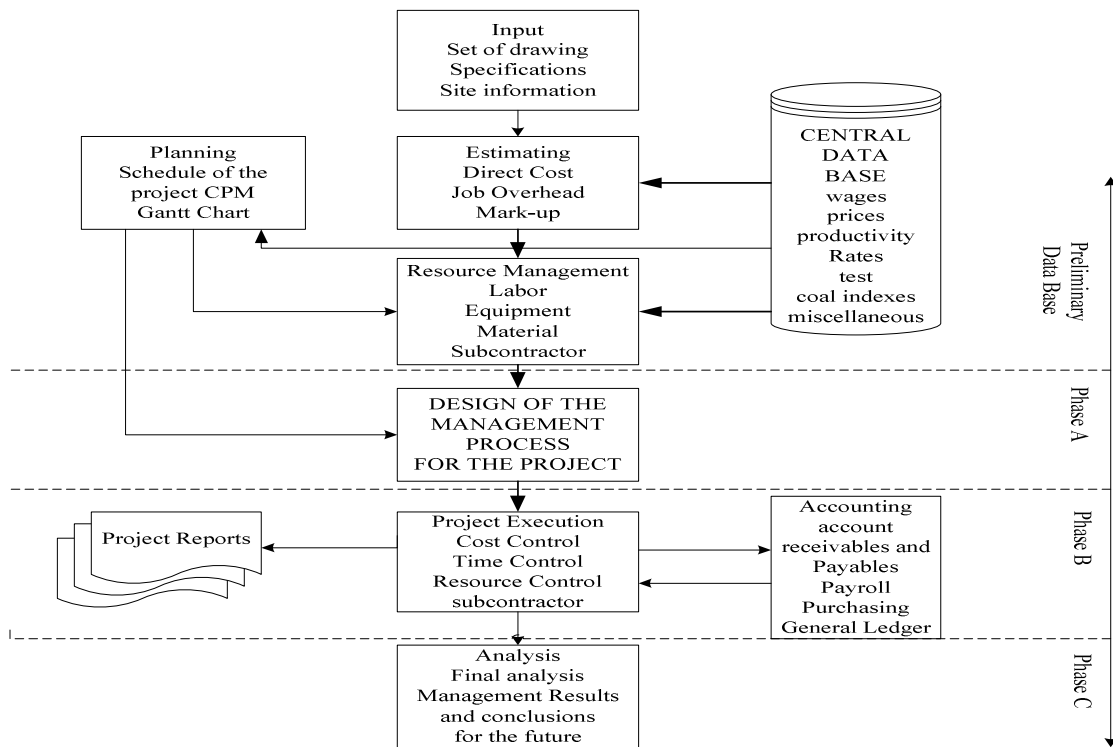 Input
Set of drawing
Specifications
Site information
Planning
Schedule of the
project CPM
Gantt Chart
Estimating
Direct Cost
Job Overhead
Mark-up
CENTRAL
DATA
BASE
wages
prices
productivity
Rates
test
coal indexes
miscellaneous
Resource Management
Labor
Equipment
Material
Subcontractor
Preliminary
Data Base
DESIGN OF THE
MANAGEMENT
PROCESS
FOR THE PROJECT
Phase A
Project Reports
Project Execution
Cost Control
Time Control
Resource Control
subcontractor
Accounting
account
receivables and
Payables
Payroll
Purchasing
General Ledger
Phase B
Analysis
Final analysis
Management Results
and conclusions
for the future
Phase C